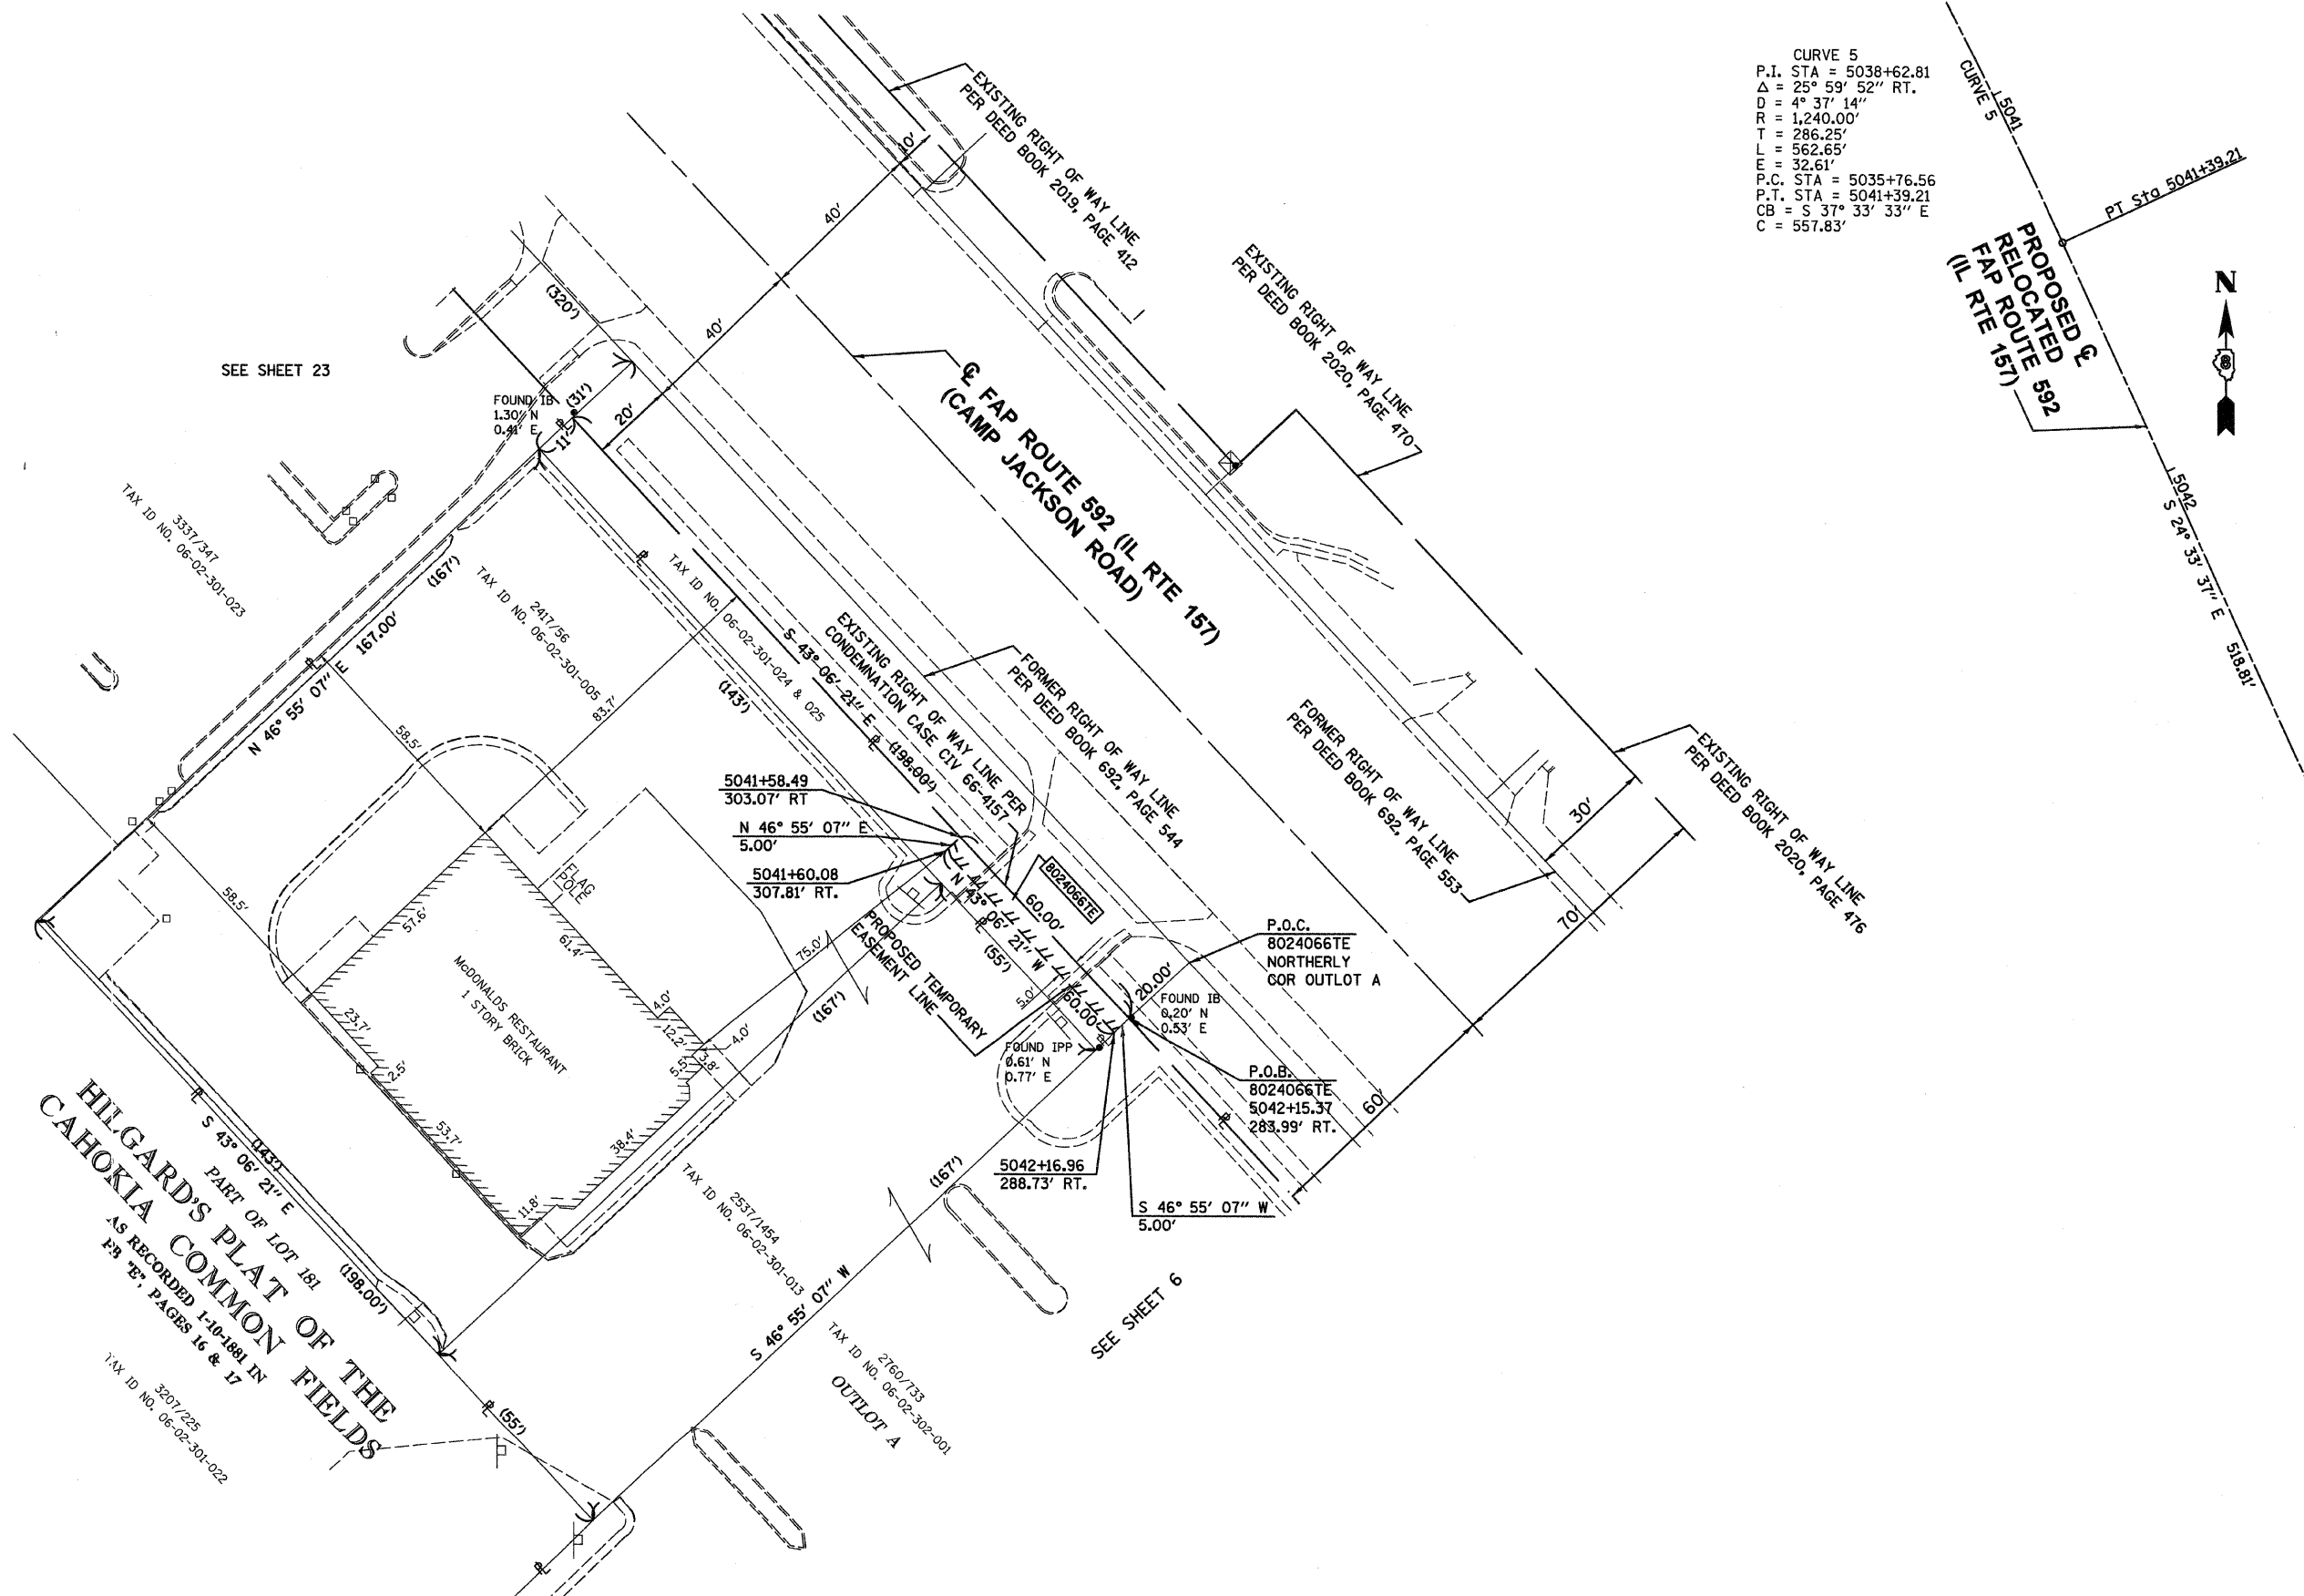 CURVE 5
P.I. STA = 5038+62.81
Δ = 25° 59' 52" RT.
D = 4° 37' 14"
R = 1,240.00'
T = 286.25'
L = 562.65'
E = 32.61'
P.C. STA = 5035+76.56
P.T. STA = 5041+39.21
CB = S 37° 33' 33" E
C = 557.83'
CURVE 5
5041
PT Sta 5041+39.21
PROPOSED ℄
RELOCATED
FAP ROUTE 592
(IL RTE 157)
N
8
5042
S 24° 33' 37" E 518.81'
EXISTING RIGHT OF WAY LINE
PER DEED BOOK 2019, PAGE 412
10'
40'
40'
20'
EXISTING RIGHT OF WAY LINE
PER DEED BOOK 2020, PAGE 470
℄ FAP ROUTE 592 (IL RTE 157)
(CAMP JACKSON ROAD)
SEE SHEET 23
(320')
FOUND IB
1.30' N
0.41' E
(31')
11'
3337/347
TAX ID NO. 06-02-301-023
(167')
N 46° 55' 07" E 167.00'
2417/56
TAX ID NO. 06-02-301-005
TAX ID NO. 06-02-301-024 & 025
83.7'
(143')
S 43° 06' 21" E (198.00')
EXISTING RIGHT OF WAY LINE PER
CONDEMNATION CASE CIV 66-4157
FORMER RIGHT OF WAY LINE
PER DEED BOOK 692, PAGE 544
FORMER RIGHT OF WAY LINE
PER DEED BOOK 692, PAGE 553
EXISTING RIGHT OF WAY LINE
PER DEED BOOK 2020, PAGE 476
30'
70'
60'
58.5'
58.5'
5041+58.49
303.07' RT
N 46° 55' 07" E
5.00'
5041+60.08
307.81' RT.
8024066TE
60.00'
N 43° 06' 21" W
60.00'
(55')
5.0'
20.00'
PROPOSED TEMPORARY
EASEMENT LINE
P.O.C.
8024066TE
NORTHERLY
COR OUTLOT A
FOUND IB
0.20' N
0.53' E
FOUND IPP
0.61' N
0.77' E
P.O.B.
8024066TE
5042+15.37
283.99' RT.
5042+16.96
288.73' RT.
S 46° 55' 07" W
5.00'
FLAG
POLE
57.6'
61.4'
75.0'
McDONALDS RESTAURANT
1 STORY
BRICK
4.0'
12.2'
4.0'
3.8'
5.5'
23.7'
2.5'
53.7'
38.4'
11.8'
(167')
(167')
S 46° 55' 07" W
2537/1454
TAX ID NO. 06-02-301-013
2760/733
TAX ID NO. 06-02-302-001
OUTLOT A
SEE SHEET 6
(143')
S 43° 06' 21" E
(198.00')
(55')
HILGARD'S PLAT OF THE
CAHOKIA COMMON FIELDS
PART OF LOT 181
AS RECORDED 1-10-1881 IN
PB "E", PAGES 16 & 17
3207/225
TAX ID NO. 06-02-301-022